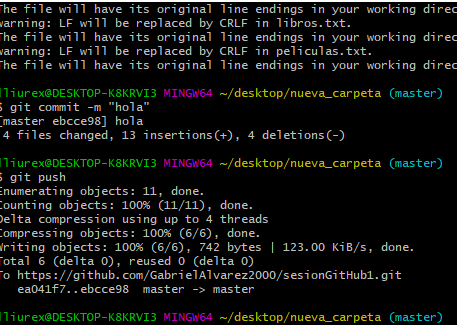 The file will have its original line endings in your working direc
warning: LF will be replaced by CRLF in libros.txt.
The file will have its original line endings in your working direc
warning: LF will be replaced by CRLF in peliculas.txt.
The file will have its original line endings in your working direc
lliurex@DESKTOP-K8KRVI3 MINGW64 ~/desktop/nueva_carpeta (master)
$ git commit -m "hola"
[master ebcce98] hola
4 files changed, 13 insertions(+), 4 deletions(-)
lliurex@DESKTOP-K8KRVI3 MINGW64 ~/desktop/nueva_carpeta (master)
$ git push
Enumerating objects: 11, done.
Counting objects: 100% (11/11), done.
Delta compression using up to 4 threads
Compressing objects: 100% (6/6), done.
Writing objects: 100% (6/6), 742 bytes | 123.00 KiB/s, done.
Total 6 (delta 0), reused 0 (delta 0)
To https://github.com/GabrielAlvarez2000/sesionGitHub1.git
ea041f7..ebcce98 master -> master
lliurex@DESKTOP-K8KRVI3 MINGW64 ~/desktop/nueva_carpeta (master)